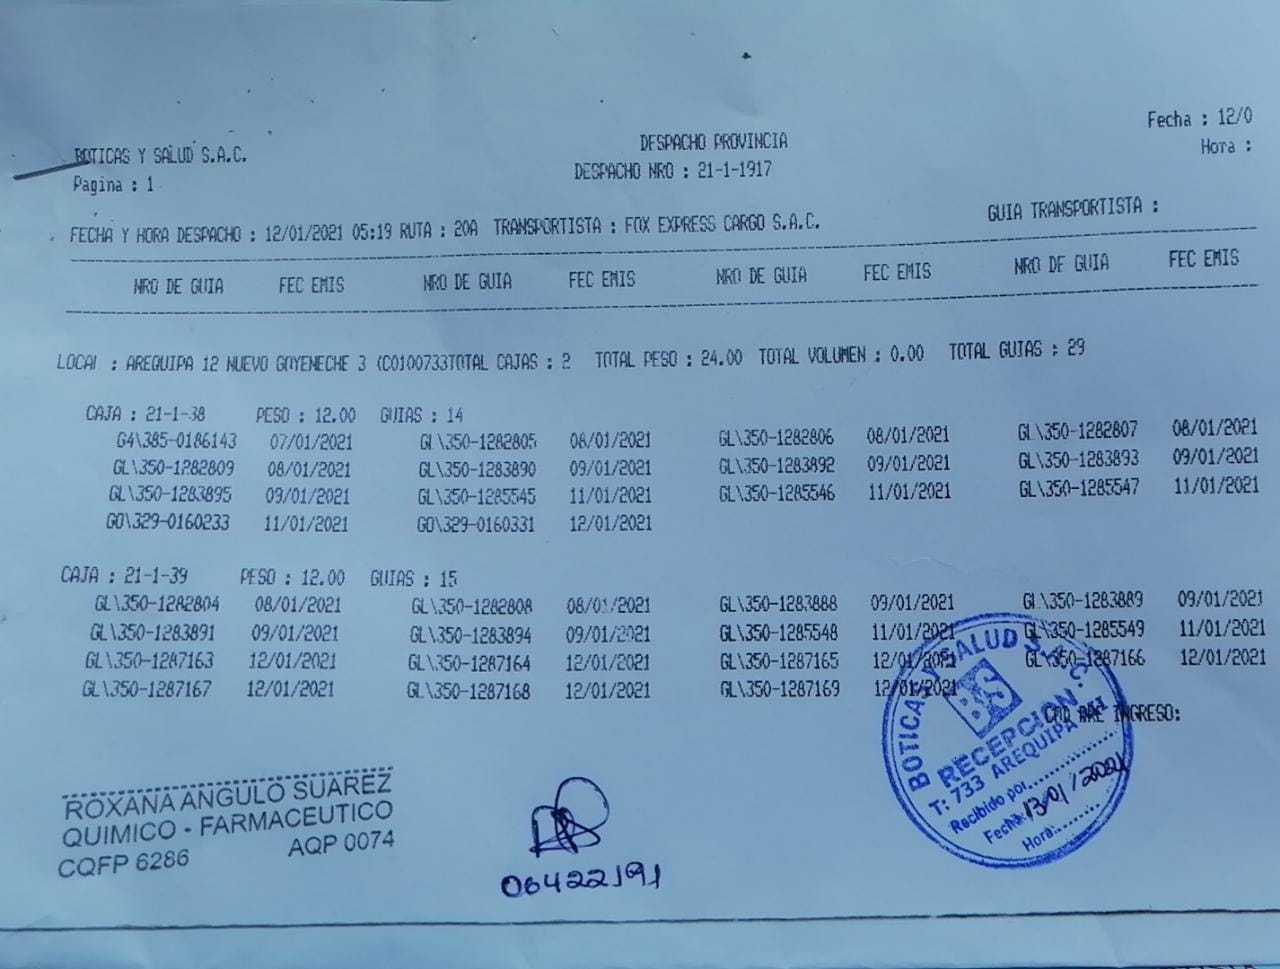 Fecha : 12/0
BOTICAS Y SALUD S.A.C.
DESPACHO PROVINCIA
Hora :
Pagina : 1
DESPACHO NRO : 21-1-1917
GUIA TRANSPORTISTA :
FECHA Y HORA DESPACHO : 12/01/2021 05:19 RUTA : 20A TRANSPORTISTA : FOX EXPRESS CARGO S.A.C.
NRO DE GUIA FEC EMIS NRO DE GUIA FEC EMIS NRO DE GUIA FEC EMIS NRO DE GUIA FEC EMIS
LOCAL : AREQUIPA 12 NUEVO GOYENECHE 3 (CO100733TOTAL CAJAS : 2 TOTAL PESO : 24.00 TOTAL VOLUMEN : 0.00 TOTAL GUIAS : 29
CAJA : 21-1-38 PESO : 12.00 GUIAS : 14
G4\385-0186143 07/01/2021 GL\350-1282805 08/01/2021 GL\350-1282806 08/01/2021 GL\350-1282807 08/01/2021
GL\350-1282809 08/01/2021 GL\350-1283890 09/01/2021 GL\350-1283892 09/01/2021 GL\350-1283893 09/01/2021
GL\350-1283895 09/01/2021 GL\350-1285545 11/01/2021 GL\350-1285546 11/01/2021 GL\350-1285547 11/01/2021
GO\329-0160233 11/01/2021 GO\329-0160331 12/01/2021
CAJA : 21-1-39 PESO : 12.00 GUIAS : 15
GL\350-1282804 08/01/2021 GL\350-1282808 08/01/2021 GL\350-1283888 09/01/2021 GL\350-1283889 09/01/2021
GL\350-1283891 09/01/2021 GL\350-1283894 09/01/2021 GL\350-1285548 11/01/2021 GL\350-1285549 11/01/2021
GL\350-1287163 12/01/2021 GL\350-1287164 12/01/2021 GL\350-1287165 12/01/2021 GL\350-1287166 12/01/2021
GL\350-1287167 12/01/2021 GL\350-1287168 12/01/2021 GL\350-1287169 12/01/2021
INGRESO:
BOTICAS Y SALUD S.A.C.
BS
RECEPCION
T: 733 AREQUIPA
Recibido por
Fecha: 13/01/2021
Hora:
ROXANA ANGULO SUAREZ
QUIMICO - FARMACEUTICO
CQFP 6286 AQP 0074
06422191